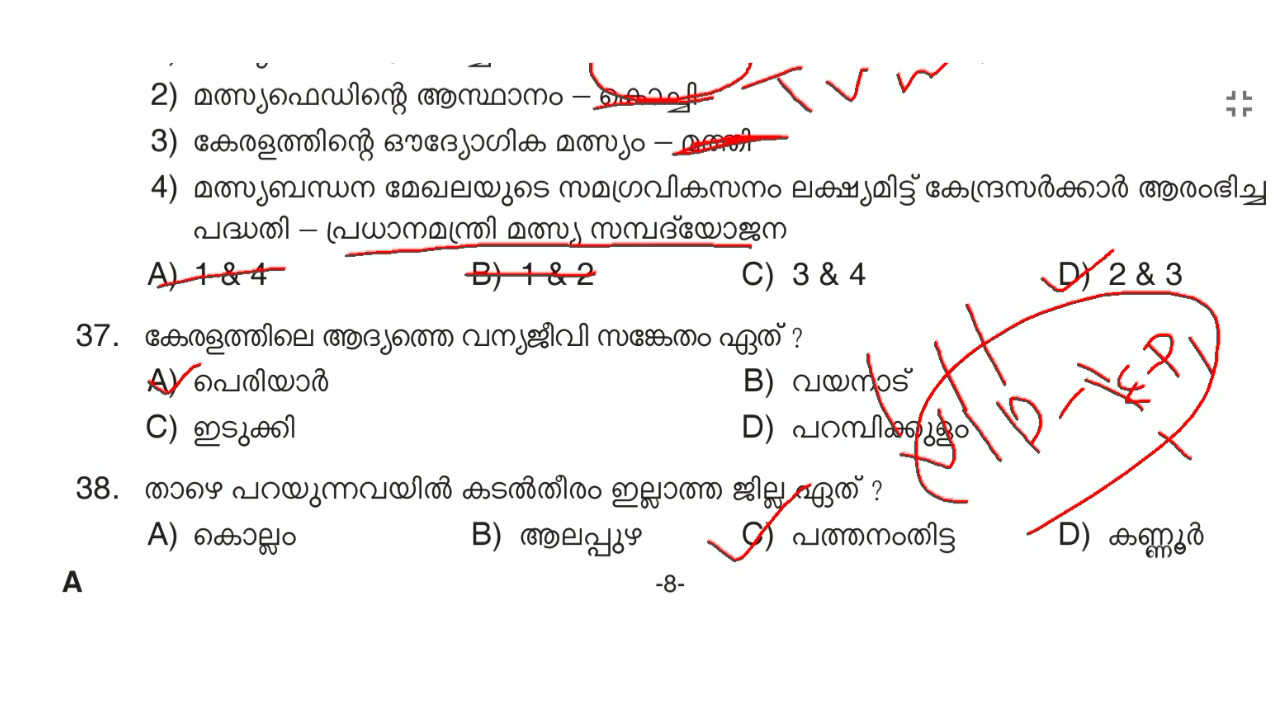 2) മത്സ്യഫെഡിന്റെ ആസ്ഥാനം – കൊച്ചി
3) കേരളത്തിന്റെ ഔദ്യോഗിക മത്സ്യം – മത്തി
4) മത്സ്യബന്ധന മേഖലയുടെ സമഗ്രവികസനം ലക്ഷ്യമിട്ട് കേന്ദ്രസർക്കാർ ആരംഭിച്ച
പദ്ധതി – പ്രധാനമന്ത്രി മത്സ്യ സമ്പദ്യോജന
A) 1 & 4 B) 1 & 2 C) 3 & 4 D) 2 & 3
37. കേരളത്തിലെ ആദ്യത്തെ വന്യജീവി സങ്കേതം ഏത് ?
A) പെരിയാർ B) വയനാട്
C) ഇടുക്കി D) പറമ്പിക്കുളം
38. താഴെ പറയുന്നവയിൽ കടൽതീരം ഇല്ലാത്ത ജില്ല ഏത് ?
A) കൊല്ലം B) ആലപ്പുഴ C) പത്തനംതിട്ട D) കണ്ണൂർ
A -8-